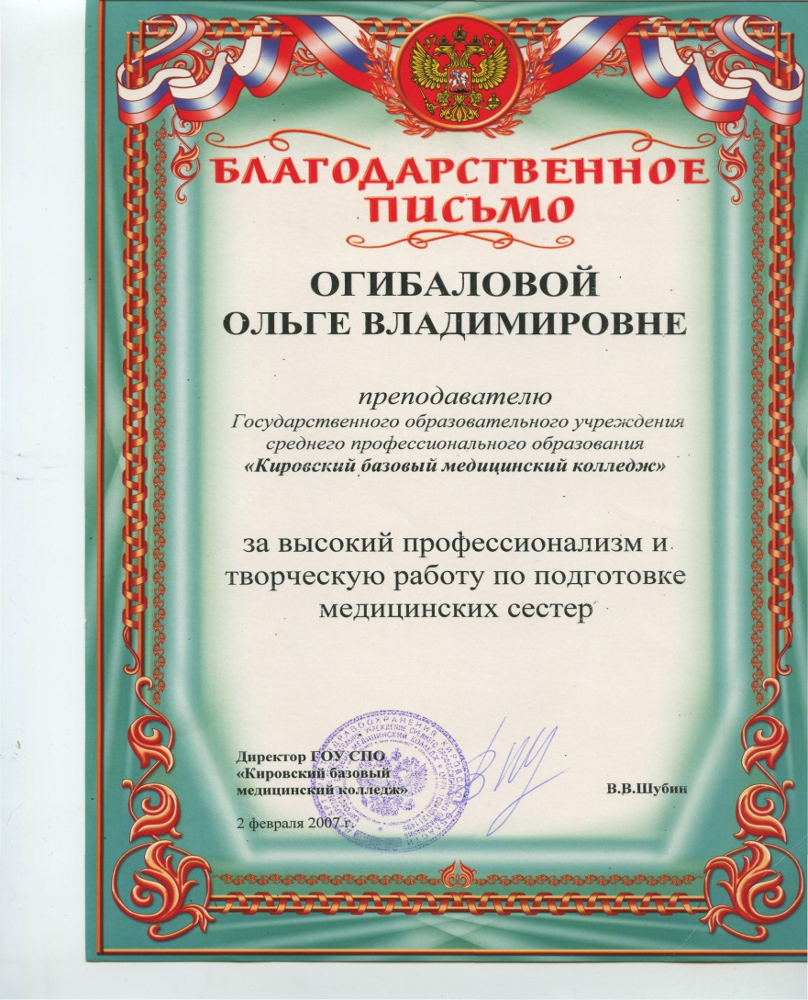 БЛАГОДАРСТВЕННОЕ
ПИСЬМО
ОГИБАЛОВОЙ
ОЛЬГЕ ВЛАДИМИРОВНЕ
преподавателю
Государственного образовательного учреждения
среднего профессионального образования
«Кировский базовый медицинский колледж»
за высокий профессионализм и
творческую работу по подготовке
медицинских сестер
Директор ГОУ СПО
«Кировский базовый
медицинский колледж»
В.В.Шубин
2 февраля 2007 г.